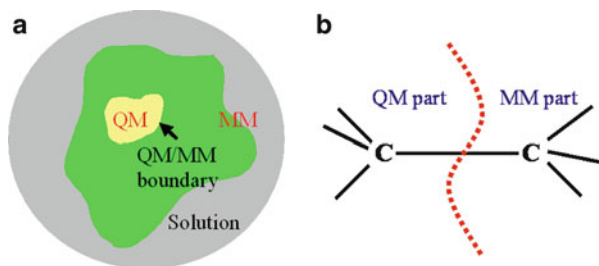 a
QM
MM
QM/MM
boundary
Solution
b
QM part
MM part
C
C